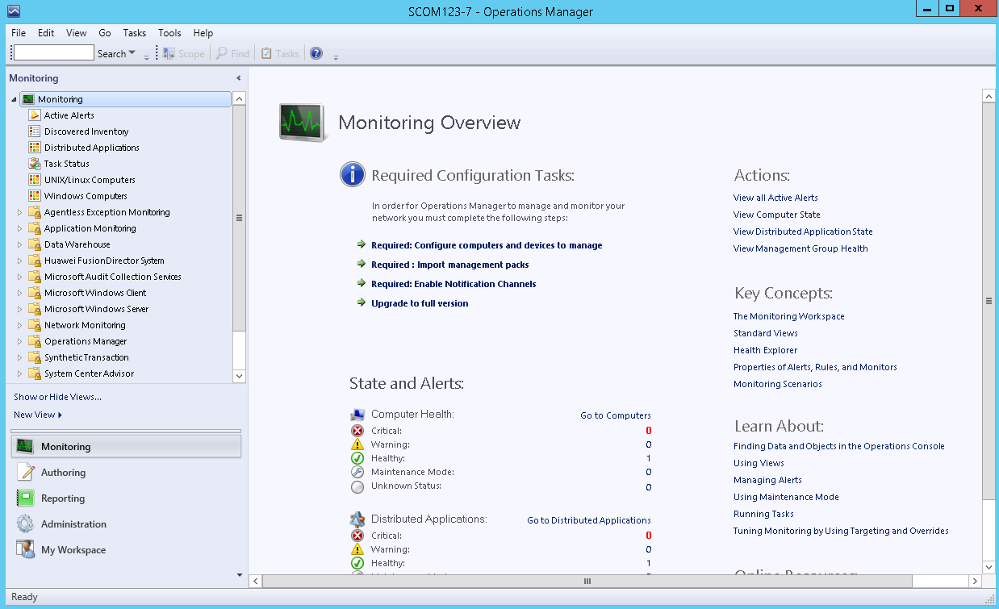 SCOM123-7 - Operations Manager
File Edit View Go Tasks Tools Help
Search Scope Find Tasks
Monitoring
Monitoring
Active Alerts
Discovered Inventory
Distributed Applications
Task Status
UNIX/Linux Computers
Windows Computers
Agentless Exception Monitoring
Application Monitoring
Data Warehouse
Huawei FusionDirector System
Microsoft Audit Collection Services
Microsoft Windows Client
Microsoft Windows Server
Network Monitoring
Operations Manager
Synthetic Transaction
System Center Advisor
Show or Hide Views...
New View
Monitoring
Authoring
Reporting
Administration
My Workspace
Monitoring Overview
Required Configuration Tasks:
In order for Operations Manager to manage and monitor your
network you must complete the following steps:
Required: Configure computers and devices to manage
Required : Import management packs
Required: Enable Notification Channels
Upgrade to full version
State and Alerts:
Computer Health: Go to Computers
Critical: 0
Warning: 0
Healthy: 1
Maintenance Mode: 0
Unknown Status: 0
Distributed Applications: Go to Distributed Applications
Critical: 0
Warning: 0
Healthy: 1
Actions:
View all Active Alerts
View Computer State
View Distributed Application State
View Management Group Health
Key Concepts:
The Monitoring Workspace
Standard Views
Health Explorer
Properties of Alerts, Rules, and Monitors
Monitoring Scenarios
Learn About:
Finding Data and Objects in the Operations Console
Using Views
Managing Alerts
Using Maintenance Mode
Running Tasks
Tuning Monitoring by Using Targeting and Overrides
Online Resources:
Ready